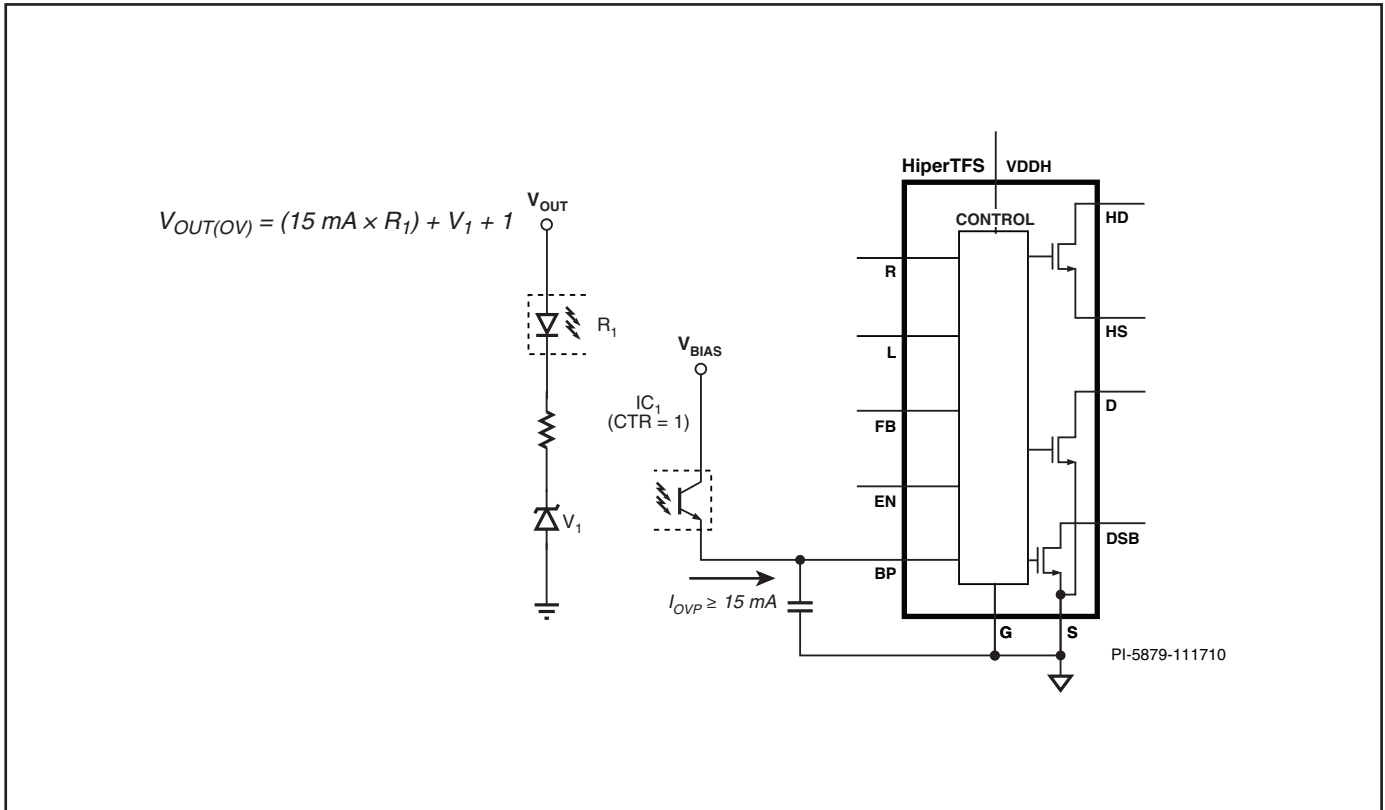 V_OUT(OV) = (15 mA × R_1) + V_1 + 1
V_OUT
R_1
V_1
V_BIAS
IC_1
(CTR = 1)
I_OVP ≥ 15 mA
HiperTFS
VDDH
CONTROL
R
L
FB
EN
BP
HD
HS
D
DSB
G
S
PI-5879-111710